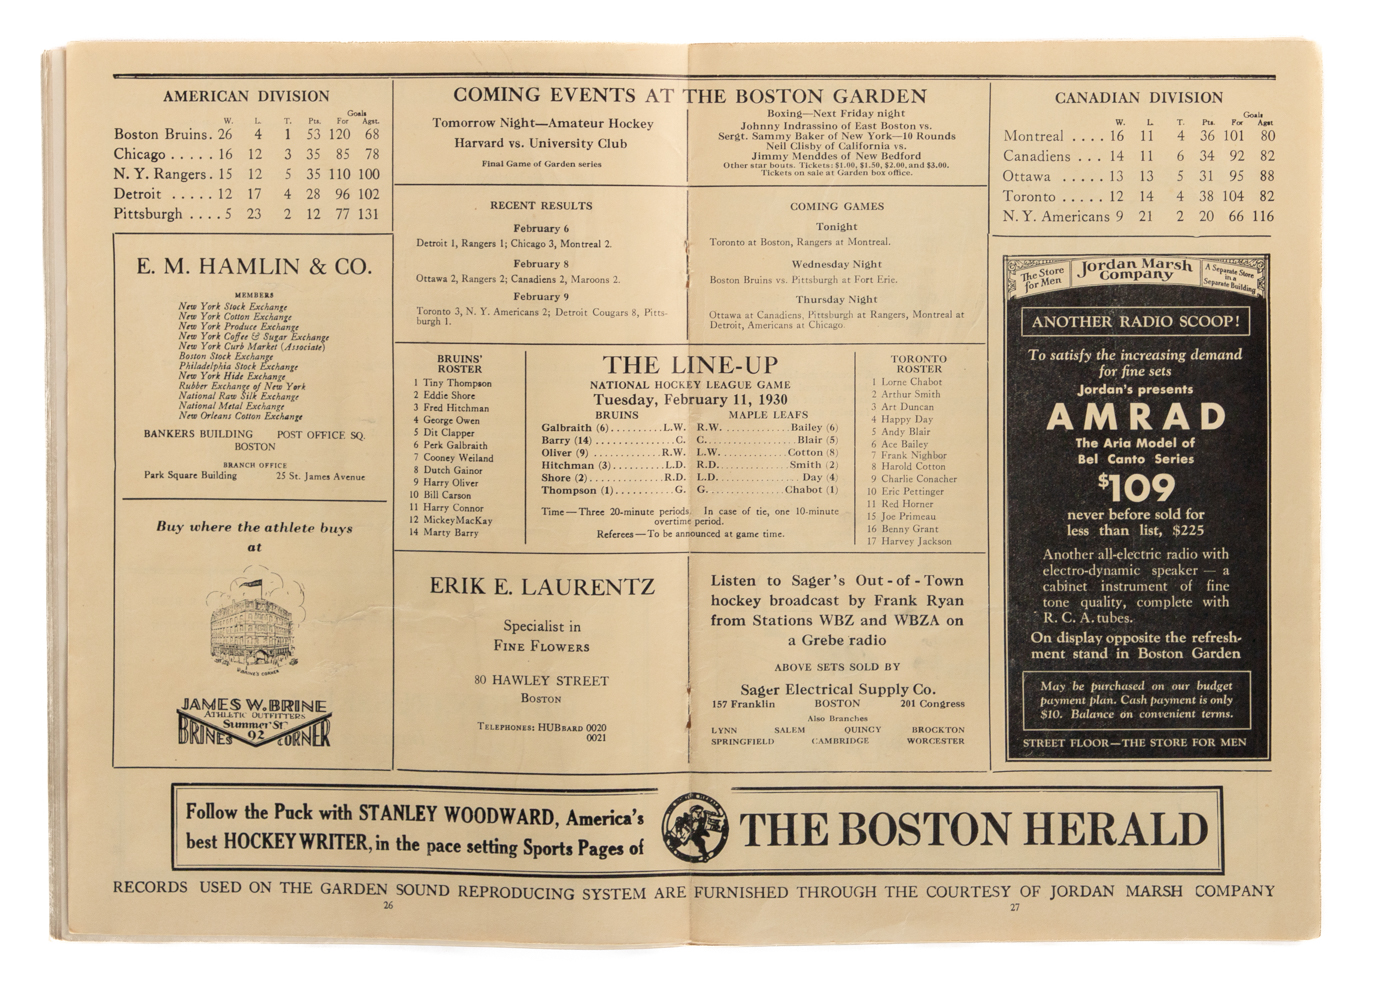 AMERICAN DIVISION
Goals
W. L. T. Pts. For Agst.
Boston Bruins. 26 4 1 53 120 68
Chicago ..... 16 12 3 35 85 78
N. Y. Rangers. 15 12 5 35 110 100
Detroit ..... 12 17 4 28 96 102
Pittsburgh .... 5 23 2 12 77 131
E. M. HAMLIN & CO.
MEMBERS
New York Stock Exchange
New York Cotton Exchange
New York Produce Exchange
New York Coffee & Sugar Exchange
New York Curb Market (Associate)
Boston Stock Exchange
Philadelphia Stock Exchange
New York Hide Exchange
Rubber Exchange of New York
National Raw Silk Exchange
National Metal Exchange
New Orleans Cotton Exchange
BANKERS BUILDING POST OFFICE SQ.
BOSTON
BRANCH OFFICE
Park Square Building 25 St. James Avenue
Buy where the athlete buys
at
BRINE'S CORNER
JAMES W. BRINE
ATHLETIC OUTFITTERS
Summer St
BRINES 92 CORNER
COMING EVENTS AT THE BOSTON GARDEN
Tomorrow Night—Amateur Hockey
Harvard vs. University Club
Final Game of Garden series
Boxing—Next Friday night
Johnny Indrassino of East Boston vs.
Sergt. Sammy Baker of New York—10 Rounds
Neil Clisby of California vs.
Jimmy Menddes of New Bedford
Other star bouts. Tickets: $1.00, $1.50, $2.00, and $3.00.
Tickets on sale at Garden box office.
RECENT RESULTS
February 6
Detroit 1, Rangers 1; Chicago 3, Montreal 2.
February 8
Ottawa 2, Rangers 2; Canadiens 2, Maroons 2.
February 9
Toronto 3, N. Y. Americans 2; Detroit Cougars 8, Pitts-
burgh 1.
COMING GAMES
Tonight
Toronto at Boston, Rangers at Montreal.
Wednesday Night
Boston Bruins vs. Pittsburgh at Fort Erie.
Thursday Night
Ottawa at Canadiens, Pittsburgh at Rangers, Montreal at
Detroit, Americans at Chicago.
BRUINS'
ROSTER
1 Tiny Thompson
2 Eddie Shore
3 Fred Hitchman
4 George Owen
5 Dit Clapper
6 Perk Galbraith
7 Cooney Weiland
8 Dutch Gainor
9 Harry Oliver
10 Bill Carson
11 Harry Connor
12 MickeyMacKay
14 Marty Barry
THE LINE-UP
NATIONAL HOCKEY LEAGUE GAME
Tuesday, February 11, 1930
BRUINS MAPLE LEAFS
Galbraith (6)..........L.W. R.W. .............Bailey (6)
Barry (14) ................C. C....................Blair (5)
Oliver (9) ..............R.W. L.W. ............Cotton (8)
Hitchman (3)..........L.D. R.D..............Smith (2)
Shore (2)...............R.D. L.D.................Day (4)
Thompson (1)...........G. G. ..............Chabot (1)
Time—Three 20-minute periods. In case of tie, one 10-minute
overtime period.
Referees—To be announced at game time.
TORONTO
ROSTER
1 Lorne Chabot
2 Arthur Smith
3 Art Duncan
4 Happy Day
5 Andy Blair
6 Ace Bailey
7 Frank Nighbor
8 Harold Cotton
9 Charlie Conacher
10 Eric Pettinger
11 Red Horner
15 Joe Primeau
16 Benny Grant
17 Harvey Jackson
ERIK E. LAURENTZ
Specialist in
FINE FLOWERS
80 HAWLEY STREET
BOSTON
TELEPHONES: HUBBARD 0020
0021
Listen to Sager's Out-of-Town
hockey broadcast by Frank Ryan
from Stations WBZ and WBZA on
a Grebe radio
ABOVE SETS SOLD BY
Sager Electrical Supply Co.
157 Franklin BOSTON 201 Congress
Also Branches
LYNN SALEM QUINCY BROCKTON
SPRINGFIELD CAMBRIDGE WORCESTER
CANADIAN DIVISION
Goals
W. L. T. Pts. For Agst.
Montreal .... 16 11 4 36 101 80
Canadiens ... 14 11 6 34 92 82
Ottawa ..... 13 13 5 31 95 88
Toronto ..... 12 14 4 38 104 82
N. Y. Americans 9 21 2 20 66 116
The Store
for Men
Jordan Marsh
Company
A Separate Store
in a
Separate Building
ANOTHER RADIO SCOOP!
To satisfy the increasing demand
for fine sets
Jordan's presents
AMRAD
The Aria Model of
Bel Canto Series
$109
never before sold for
less than list, $225
Another all-electric radio with
electro-dynamic speaker — a
cabinet instrument of fine
tone quality, complete with
R. C. A. tubes.
On display opposite the refresh-
ment stand in Boston Garden
May be purchased on our budget
payment plan. Cash payment is only
$10. Balance on convenient terms.
STREET FLOOR—THE STORE FOR MEN
Follow the Puck with STANLEY WOODWARD, America's
best HOCKEY WRITER, in the pace setting Sports Pages of
THE BOSTON HERALD
RECORDS USED ON THE GARDEN SOUND REPRODUCING SYSTEM ARE FURNISHED THROUGH THE COURTESY OF JORDAN MARSH COMPANY
26
27